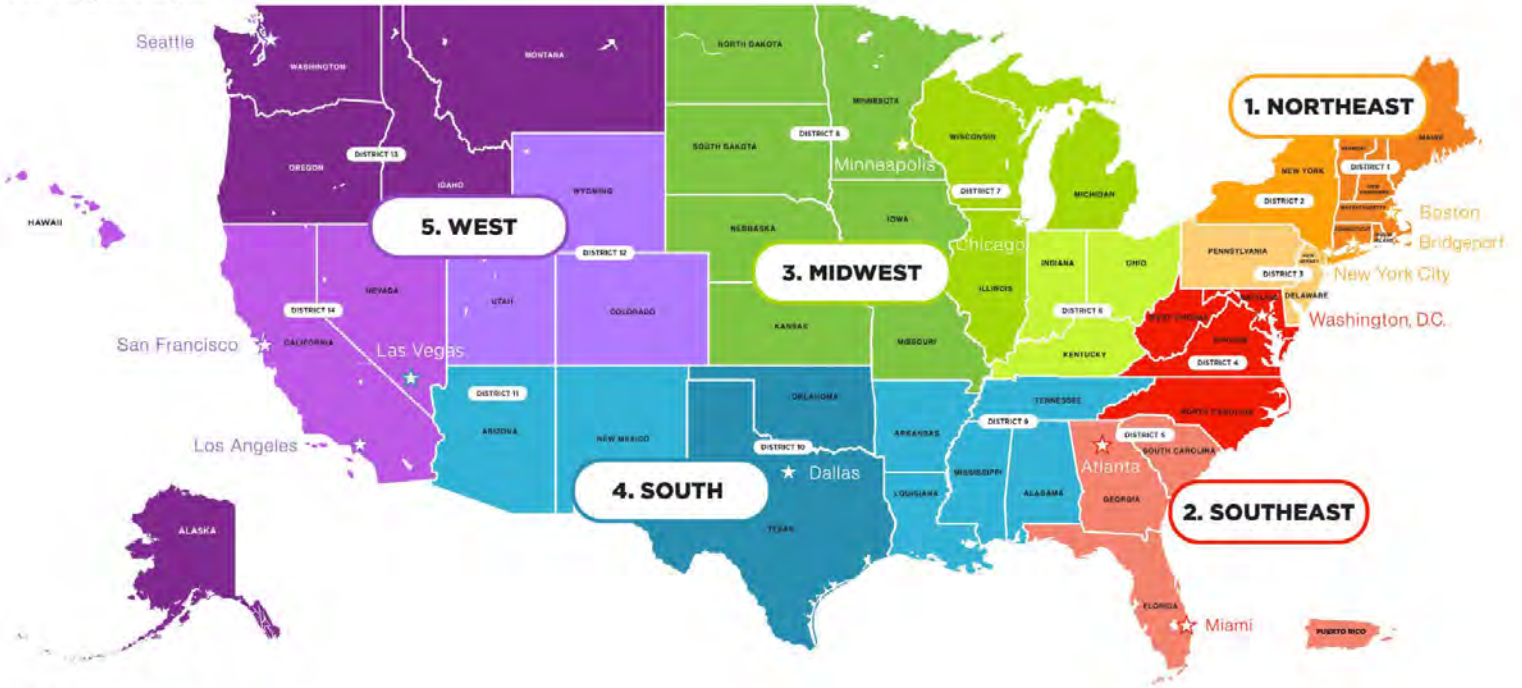 Seattle
WASHINGTON
MONTANA
NORTH DAKOTA
MINNESOTA
1. NORTHEAST
MAINE
OREGON
DISTRICT 13
IDAHO
SOUTH DAKOTA
DISTRICT 8
Minneapolis
WISCONSIN
DISTRICT 7
MICHIGAN
NEW YORK
DISTRICT 1
DISTRICT 2
Boston
Bridgeport
HAWAII
5. WEST
WYOMING
DISTRICT 12
NEBRASKA
IOWA
Chicago
3. MIDWEST
INDIANA
OHIO
PENNSYLVANIA
DISTRICT 3
New York City
NEVADA
UTAH
COLORADO
KANSAS
ILLINOIS
DISTRICT 6
DELAWARE
Washington, D.C.
DISTRICT 14
San Francisco
CALIFORNIA
Las Vegas
MISSOURI
KENTUCKY
DISTRICT 4
DISTRICT 11
ARIZONA
NEW MEXICO
OKLAHOMA
DISTRICT 10
ARKANSAS
TENNESSEE
DISTRICT 9
NORTH CAROLINA
DISTRICT 5
SOUTH CAROLINA
Los Angeles
Dallas
Atlanta
4. SOUTH
TEXAS
LOUISIANA
MISSISSIPPI
ALABAMA
GEORGIA
2. SOUTHEAST
ALASKA
FLORIDA
Miami
PUERTO RICO